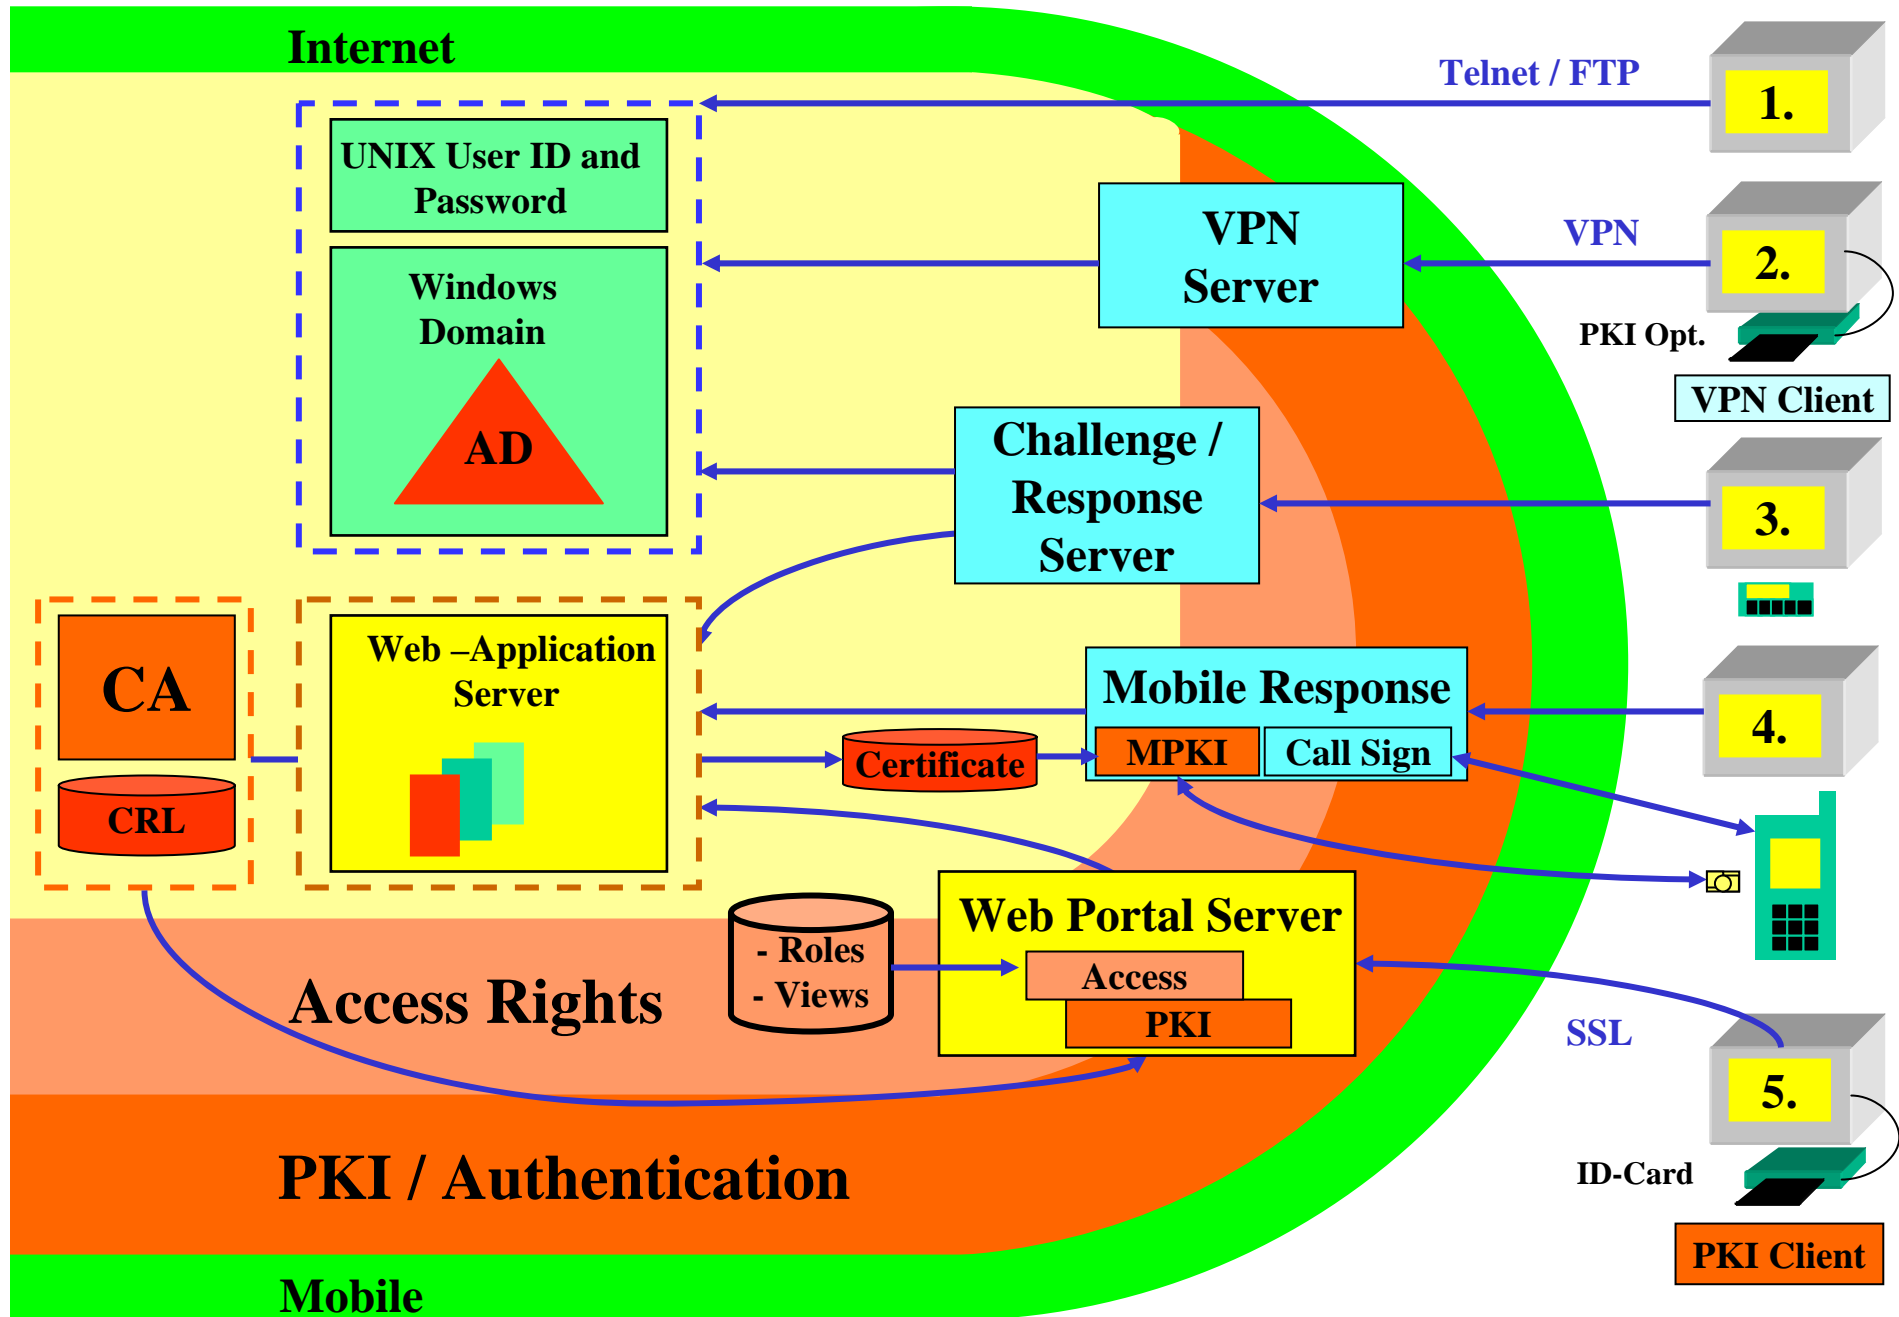 Internet
Telnet / FTP
1.
UNIX User ID and
Password
VPN
Server
VPN
2.
PKI Opt.
VPN Client
Windows
Domain
AD
Challenge /
Response
Server
3.
CA
CRL
Web –Application
Server
Mobile Response
MPKI
Call Sign
Certificate
4.
Web Portal Server
Access
PKI
- Roles
- Views
Access Rights
SSL
5.
ID-Card
PKI Client
PKI / Authentication
Mobile